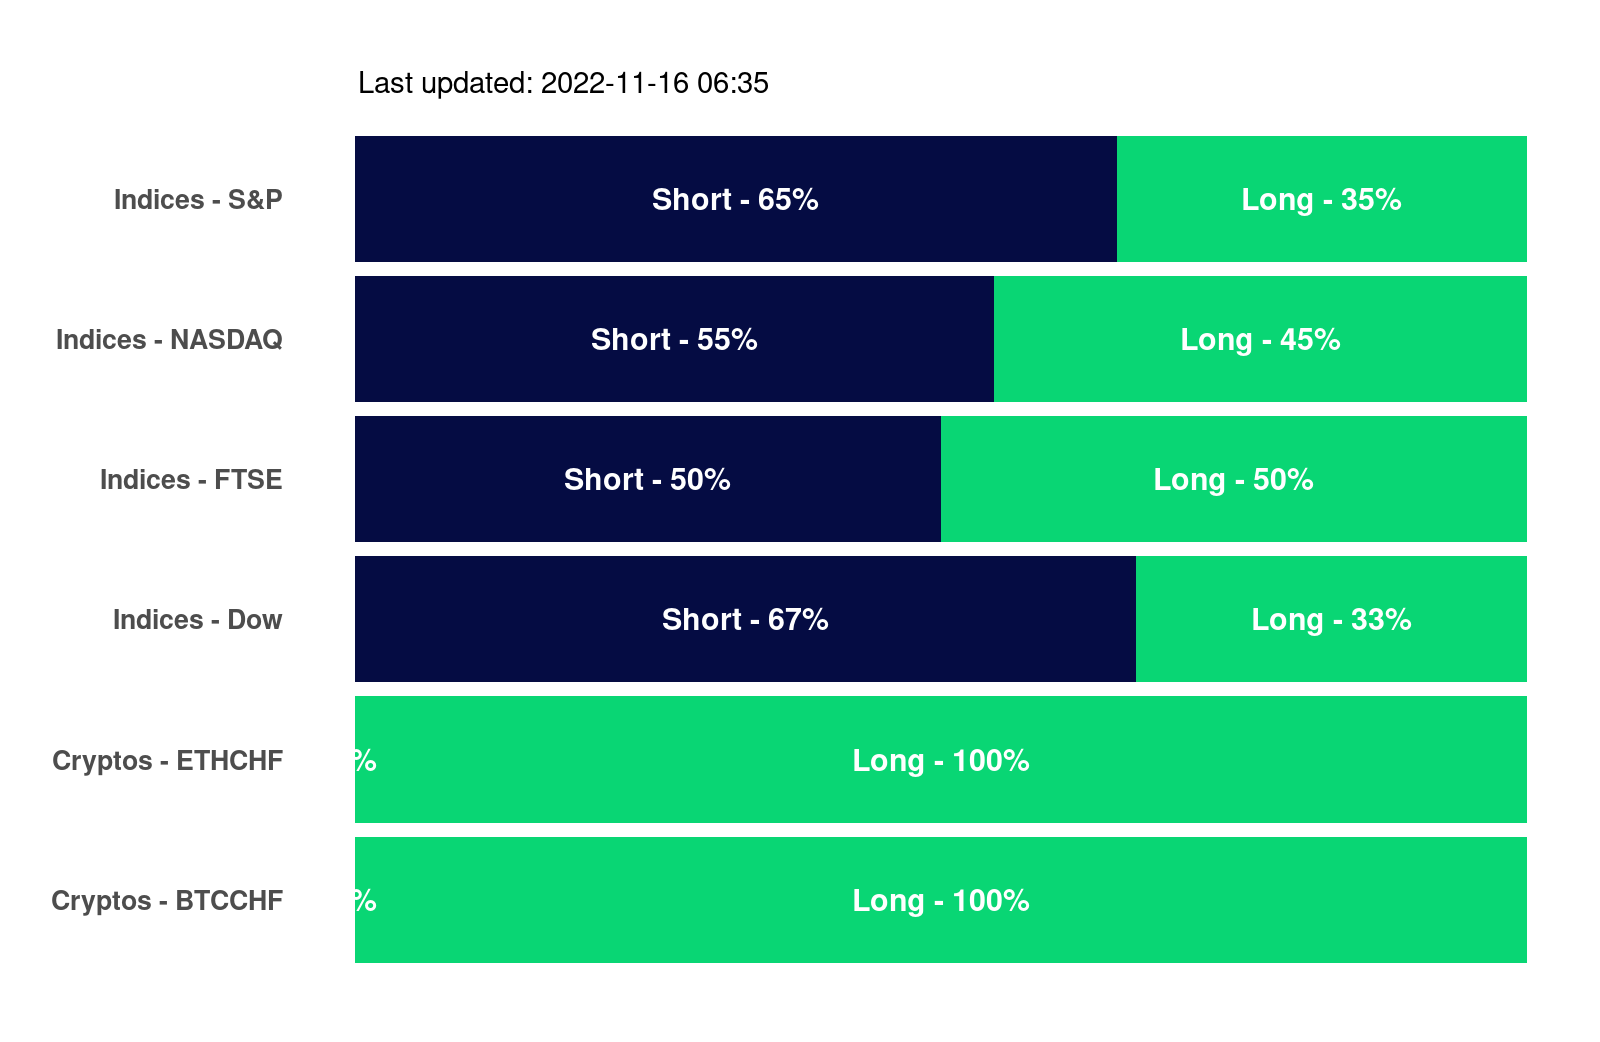 Last updated: 2022-11-16 06:35
Indices - S&P Short - 65% Long - 35%
Indices - NASDAQ Short - 55% Long - 45%
Indices - FTSE Short - 50% Long - 50%
Indices - Dow Short - 67% Long - 33%
Cryptos - ETHCHF % Long - 100%
Cryptos - BTCCHF % Long - 100%